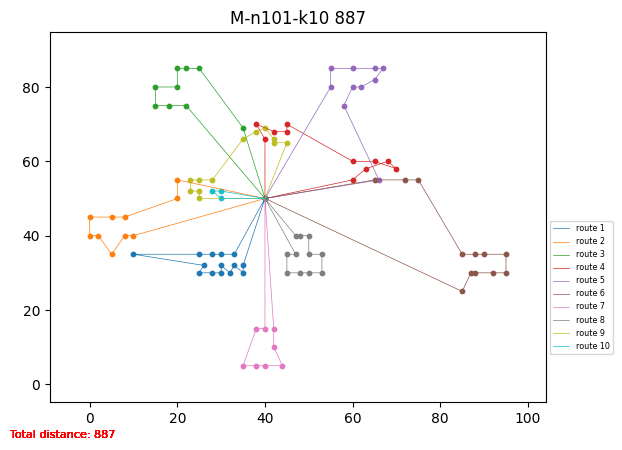 M-n101-k10 887
80
60
40
20
0
0 20 40 60 80 100
route 1
route 2
route 3
route 4
route 5
route 6
route 7
route 8
route 9
route 10
Total distance: 887